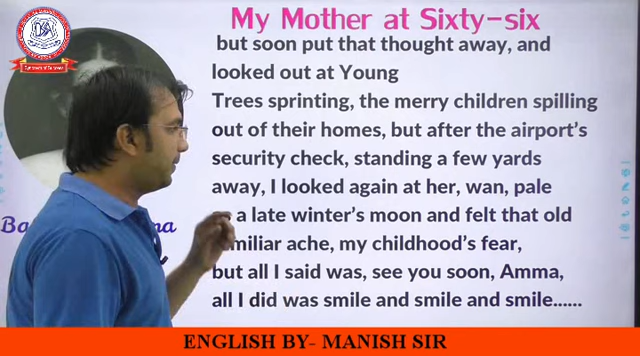 My Mother at Sixty-six
but soon put that thought away, and
looked out at Young
Trees sprinting, the merry children spilling
out of their homes, but after the airport's
security check, standing a few yards
away, I looked again at her, wan, pale
a late winter's moon and felt that old
miliar ache, my childhood's fear,
but all I said was, see you soon, Amma,
all I did was smile and smile and smile......
ENGLISH BY- MANISH SIR